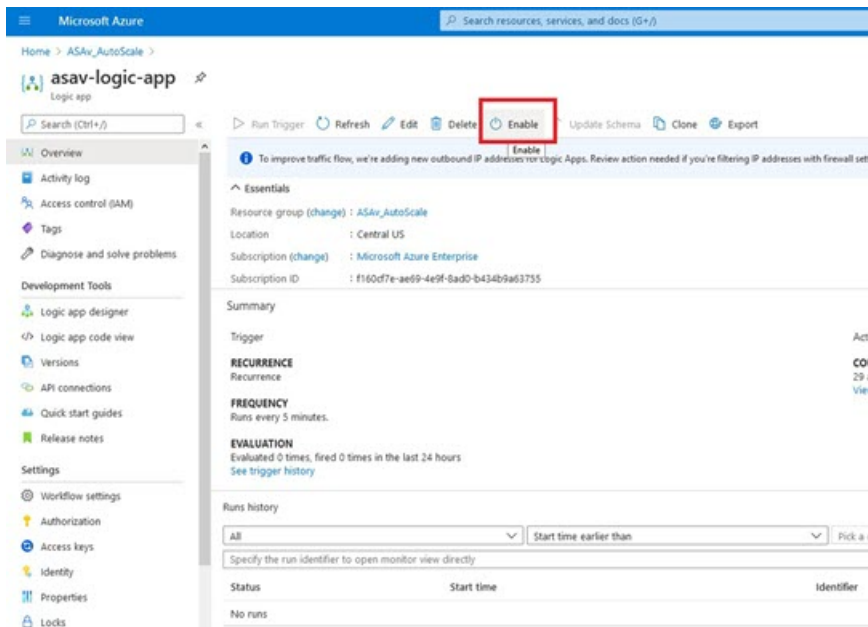 Microsoft Azure
Search resources, services, and docs (G+/)
Home > ASAv_AutoScale >
asav-logic-app
Logic app
Search (Ctrl+/)
«
Run Trigger Refresh Edit Delete Enable Update Schema Clone Export
Enable
To improve traffic flow, we're adding new outbound IP addresses for Logic Apps. Review action needed if you're filtering IP addresses with firewall set
Overview
Activity log
Access control (IAM)
Tags
Diagnose and solve problems
Development Tools
Logic app designer
Logic app code view
Versions
API connections
Quick start guides
Release notes
Settings
Workflow settings
Authorization
Access keys
Identity
Properties
Locks
Essentials
Resource group (change) : ASAv_AutoScale
Location : Central US
Subscription (change) : Microsoft Azure Enterprise
Subscription ID : f160cf7e-ae69-4e9f-8ad0-b434b9a63755
Summary
Trigger
RECURRENCE
Recurrence
FREQUENCY
Runs every 5 minutes.
EVALUATION
Evaluated 0 times, fired 0 times in the last 24 hours
See trigger history
Act
CO
29
Vie
Runs history
All Start time earlier than Pick a
Specify the run identifier to open monitor view directly
Status Start time Identifier
No runs